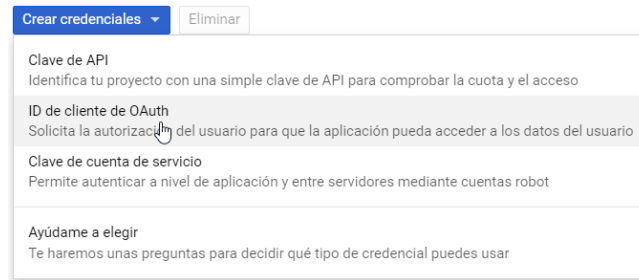 Crear credenciales Eliminar
Clave de API
Identifica tu proyecto con una simple clave de API para comprobar la cuota y el acceso
ID de cliente de OAuth
Solicita la autorización del usuario para que la aplicación pueda acceder a los datos del usuario
Clave de cuenta de servicio
Permite autenticar a nivel de aplicación y entre servidores mediante cuentas robot
Ayúdame a elegir
Te haremos unas preguntas para decidir qué tipo de credencial puedes usar